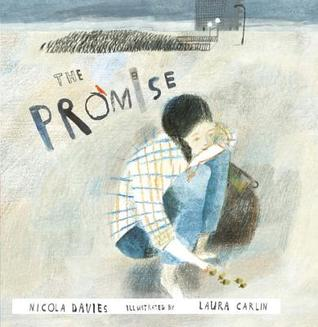 THE
PROMISE
NICOLA DAVIES ILLUSTRATED BY LAURA CARLIN